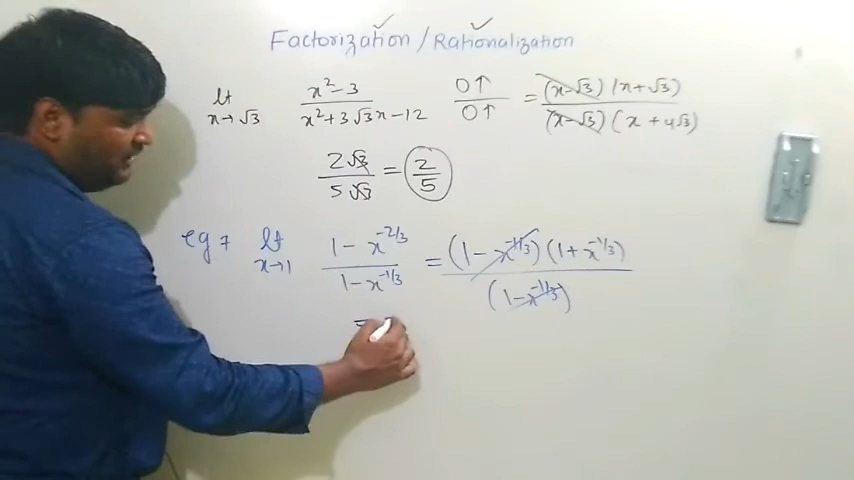 Factorization / Rationalization
lt x→√3 x²-3 / x²+3√3x-12 0↑ / 0↑ = (x-√3) (x+√3) / (x-√3) (x+4√3)
2√3 / 5√3 = 2/5
eg 7 lt x→1 1-x^-2/3 / 1-x^-1/3 = (1-x^-1/3) (1+x^-1/3) / (1-x^-1/3)
=